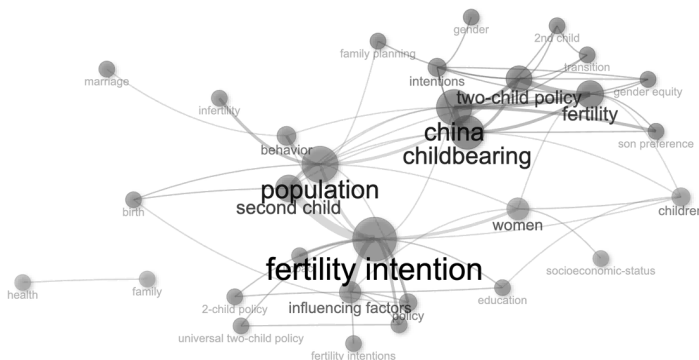 gender
2nd child
family planning
transition
marriage
intentions
gender equity
two-child policy
infertility
fertility
china
son preference
behavior
childbearing
population
second child
birth
children
women
fertility intention
socioeconomic-status
health
family
education
2-child policy
influencing factors
policy
universal two-child policy
fertility intentions